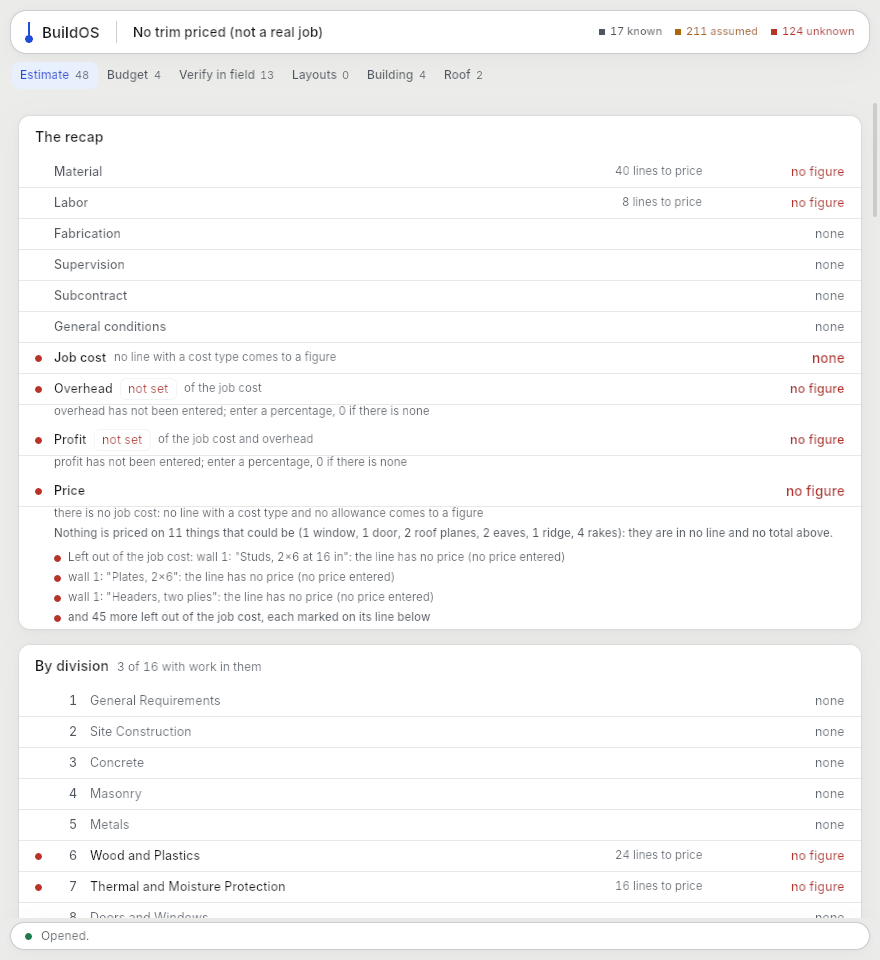 BuildOS
No trim priced (not a real job)
17 known 211 assumed 124 unknown
Estimate 48 Budget 4 Verify in field 13 Layouts 0 Building 4 Roof 2
The recap
Material 40 lines to price no figure
Labor 8 lines to price no figure
Fabrication none
Supervision none
Subcontract none
General conditions none
Job cost no line with a cost type comes to a figure none
Overhead not set of the job cost no figure
overhead has not been entered; enter a percentage, 0 if there is none
Profit not set of the job cost and overhead no figure
profit has not been entered; enter a percentage, 0 if there is none
Price no figure
there is no job cost: no line with a cost type and no allowance comes to a figure
Nothing is priced on 11 things that could be (1 window, 1 door, 2 roof planes, 2 eaves, 1 ridge, 4 rakes): they are in no line and no total above.
Left out of the job cost: wall 1: "Studs, 2×6 at 16 in": the line has no price (no price entered)
wall 1: "Plates, 2×6": the line has no price (no price entered)
wall 1: "Headers, two plies": the line has no price (no price entered)
and 45 more left out of the job cost, each marked on its line below
By division 3 of 16 with work in them
1 General Requirements none
2 Site Construction none
3 Concrete none
4 Masonry none
5 Metals none
6 Wood and Plastics 24 lines to price no figure
7 Thermal and Moisture Protection 16 lines to price no figure
8 Doors and Windows none
Opened.